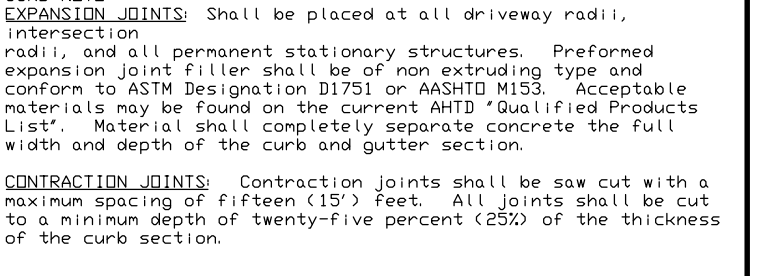 EXPANSION JOINTS: Shall be placed at all driveway radii,
intersection
radii, and all permanent stationary structures. Preformed
expansion joint filler shall be of non extruding type and
conform to ASTM Designation D1751 or AASHTO M153. Acceptable
materials may be found on the current AHTD "Qualified Products
List". Material shall completely separate concrete the full
width and depth of the curb and gutter section.
CONTRACTION JOINTS: Contraction joints shall be saw cut with a
maximum spacing of fifteen (15') feet. All joints shall be cut
to a minimum depth of twenty-five percent (25%) of the thickness
of the curb section.